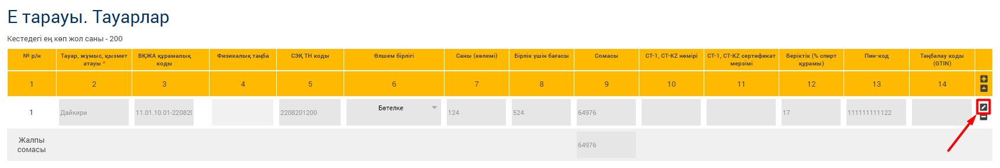 Е тарауы. Тауарлар
Кестедегі ең көп жол саны - 200
№ р/н Тауар, жұмыс, қызмет атауы * ВҚЖА құрамалық коды Физикалық таңба СЭҚ ТН коды Өлшем бірлігі Саны (көлемі) Бірлік үшін бағасы Сомасы СТ-1, СТ-KZ нөмірі СТ-1, СТ-KZ сертификат мерзімі Беріктік (% спирт құрамы) Пин-код Таңбалау коды (GTIN)
1 2 3 4 5 6 7 8 9 10 11 12 13 14
1 Дайкири 11.01.10.01-22082 2208201200 Бөтелке 124 524 64976 17 111111111122
Жалпы сомасы 64976